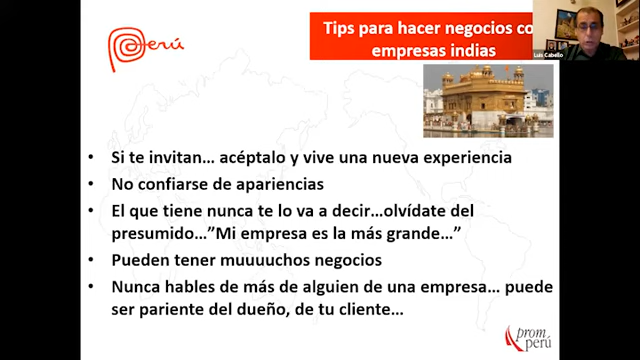 Perú
Tips para hacer negocios co
empresas indias
Luis Cabello
• Si te invitan… acéptalo y vive una nueva experiencia
• No confiarse de apariencias
• El que tiene nunca te lo va a decir…olvídate del
presumido…”Mi empresa es la más grande…”
• Pueden tener muuuuchos negocios
• Nunca hables de más de alguien de una empresa… puede
ser pariente del dueño, de tu cliente…
prom
perú